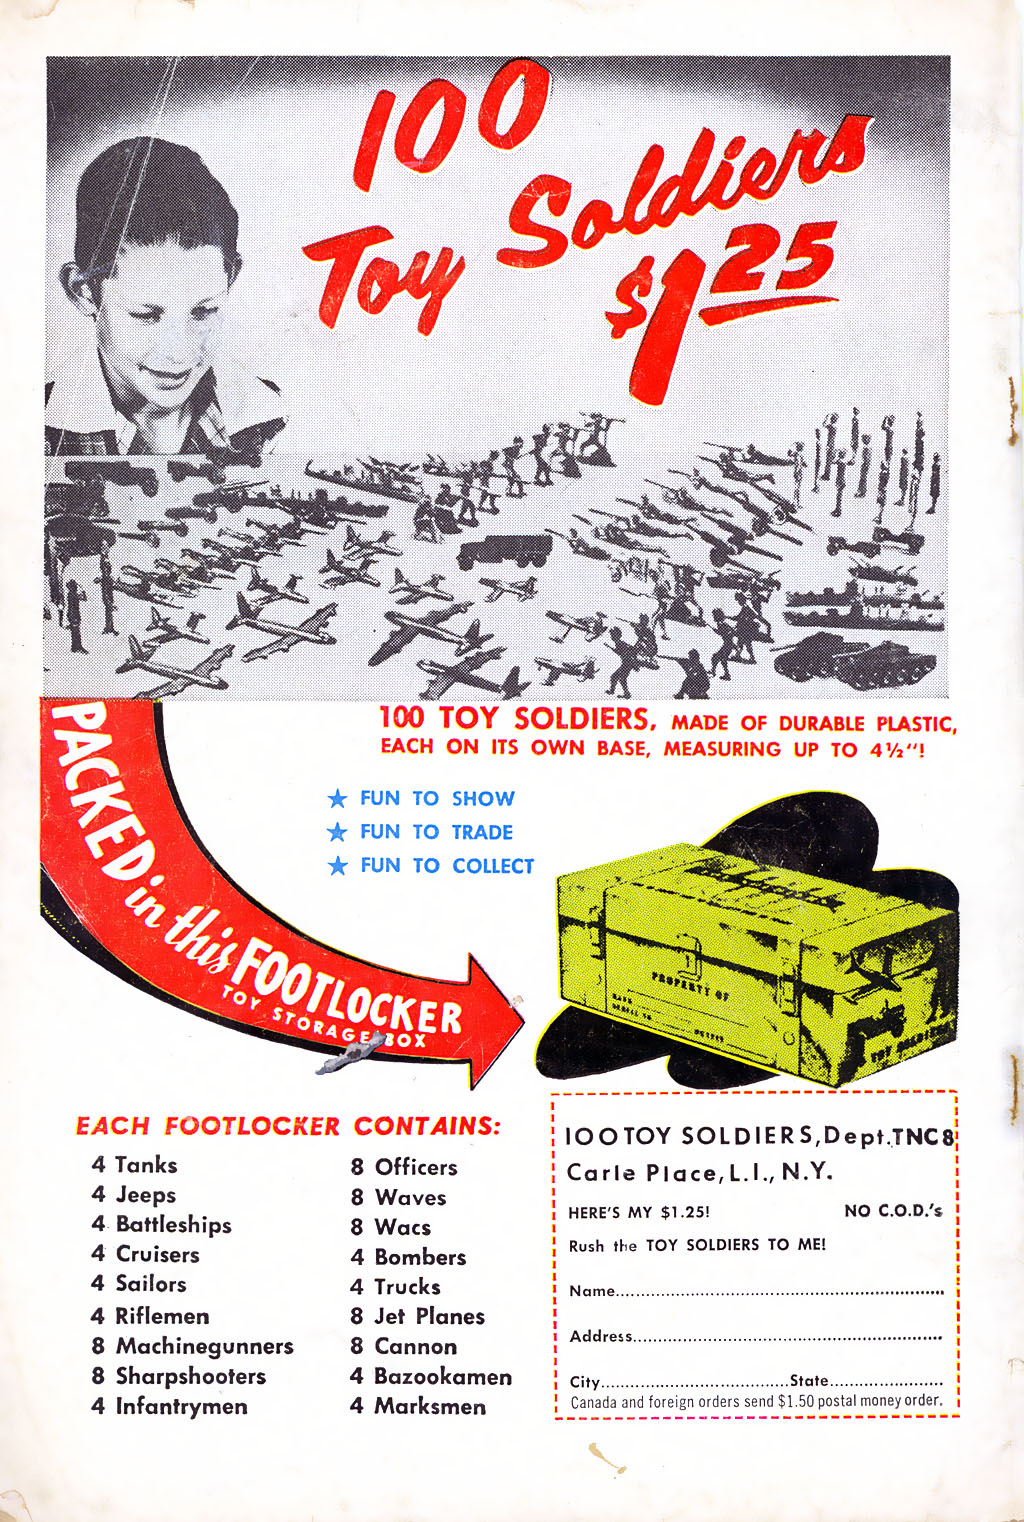 100
Toy Soldiers
$1.25
100 TOY SOLDIERS, MADE OF DURABLE PLASTIC,
EACH ON ITS OWN BASE, MEASURING UP TO 4½"!
★ FUN TO SHOW
★ FUN TO TRADE
★ FUN TO COLLECT
PACKED in this FOOTLOCKER
TOY STORAGE BOX
PROPERTY OF
TOY SOLDIERS
EACH FOOTLOCKER CONTAINS:
4 Tanks
4 Jeeps
4 Battleships
4 Cruisers
4 Sailors
4 Riflemen
8 Machinegunners
8 Sharpshooters
4 Infantrymen
8 Officers
8 Waves
8 Wacs
4 Bombers
4 Trucks
8 Jet Planes
8 Cannon
4 Bazookamen
4 Marksmen
100 TOY SOLDIERS, Dept. TNC8
Carle Place, L.I., N.Y.
HERE'S MY $1.25! NO C.O.D.'s
Rush the TOY SOLDIERS TO ME!
Name
Address
City State
Canada and foreign orders send $1.50 postal money order.